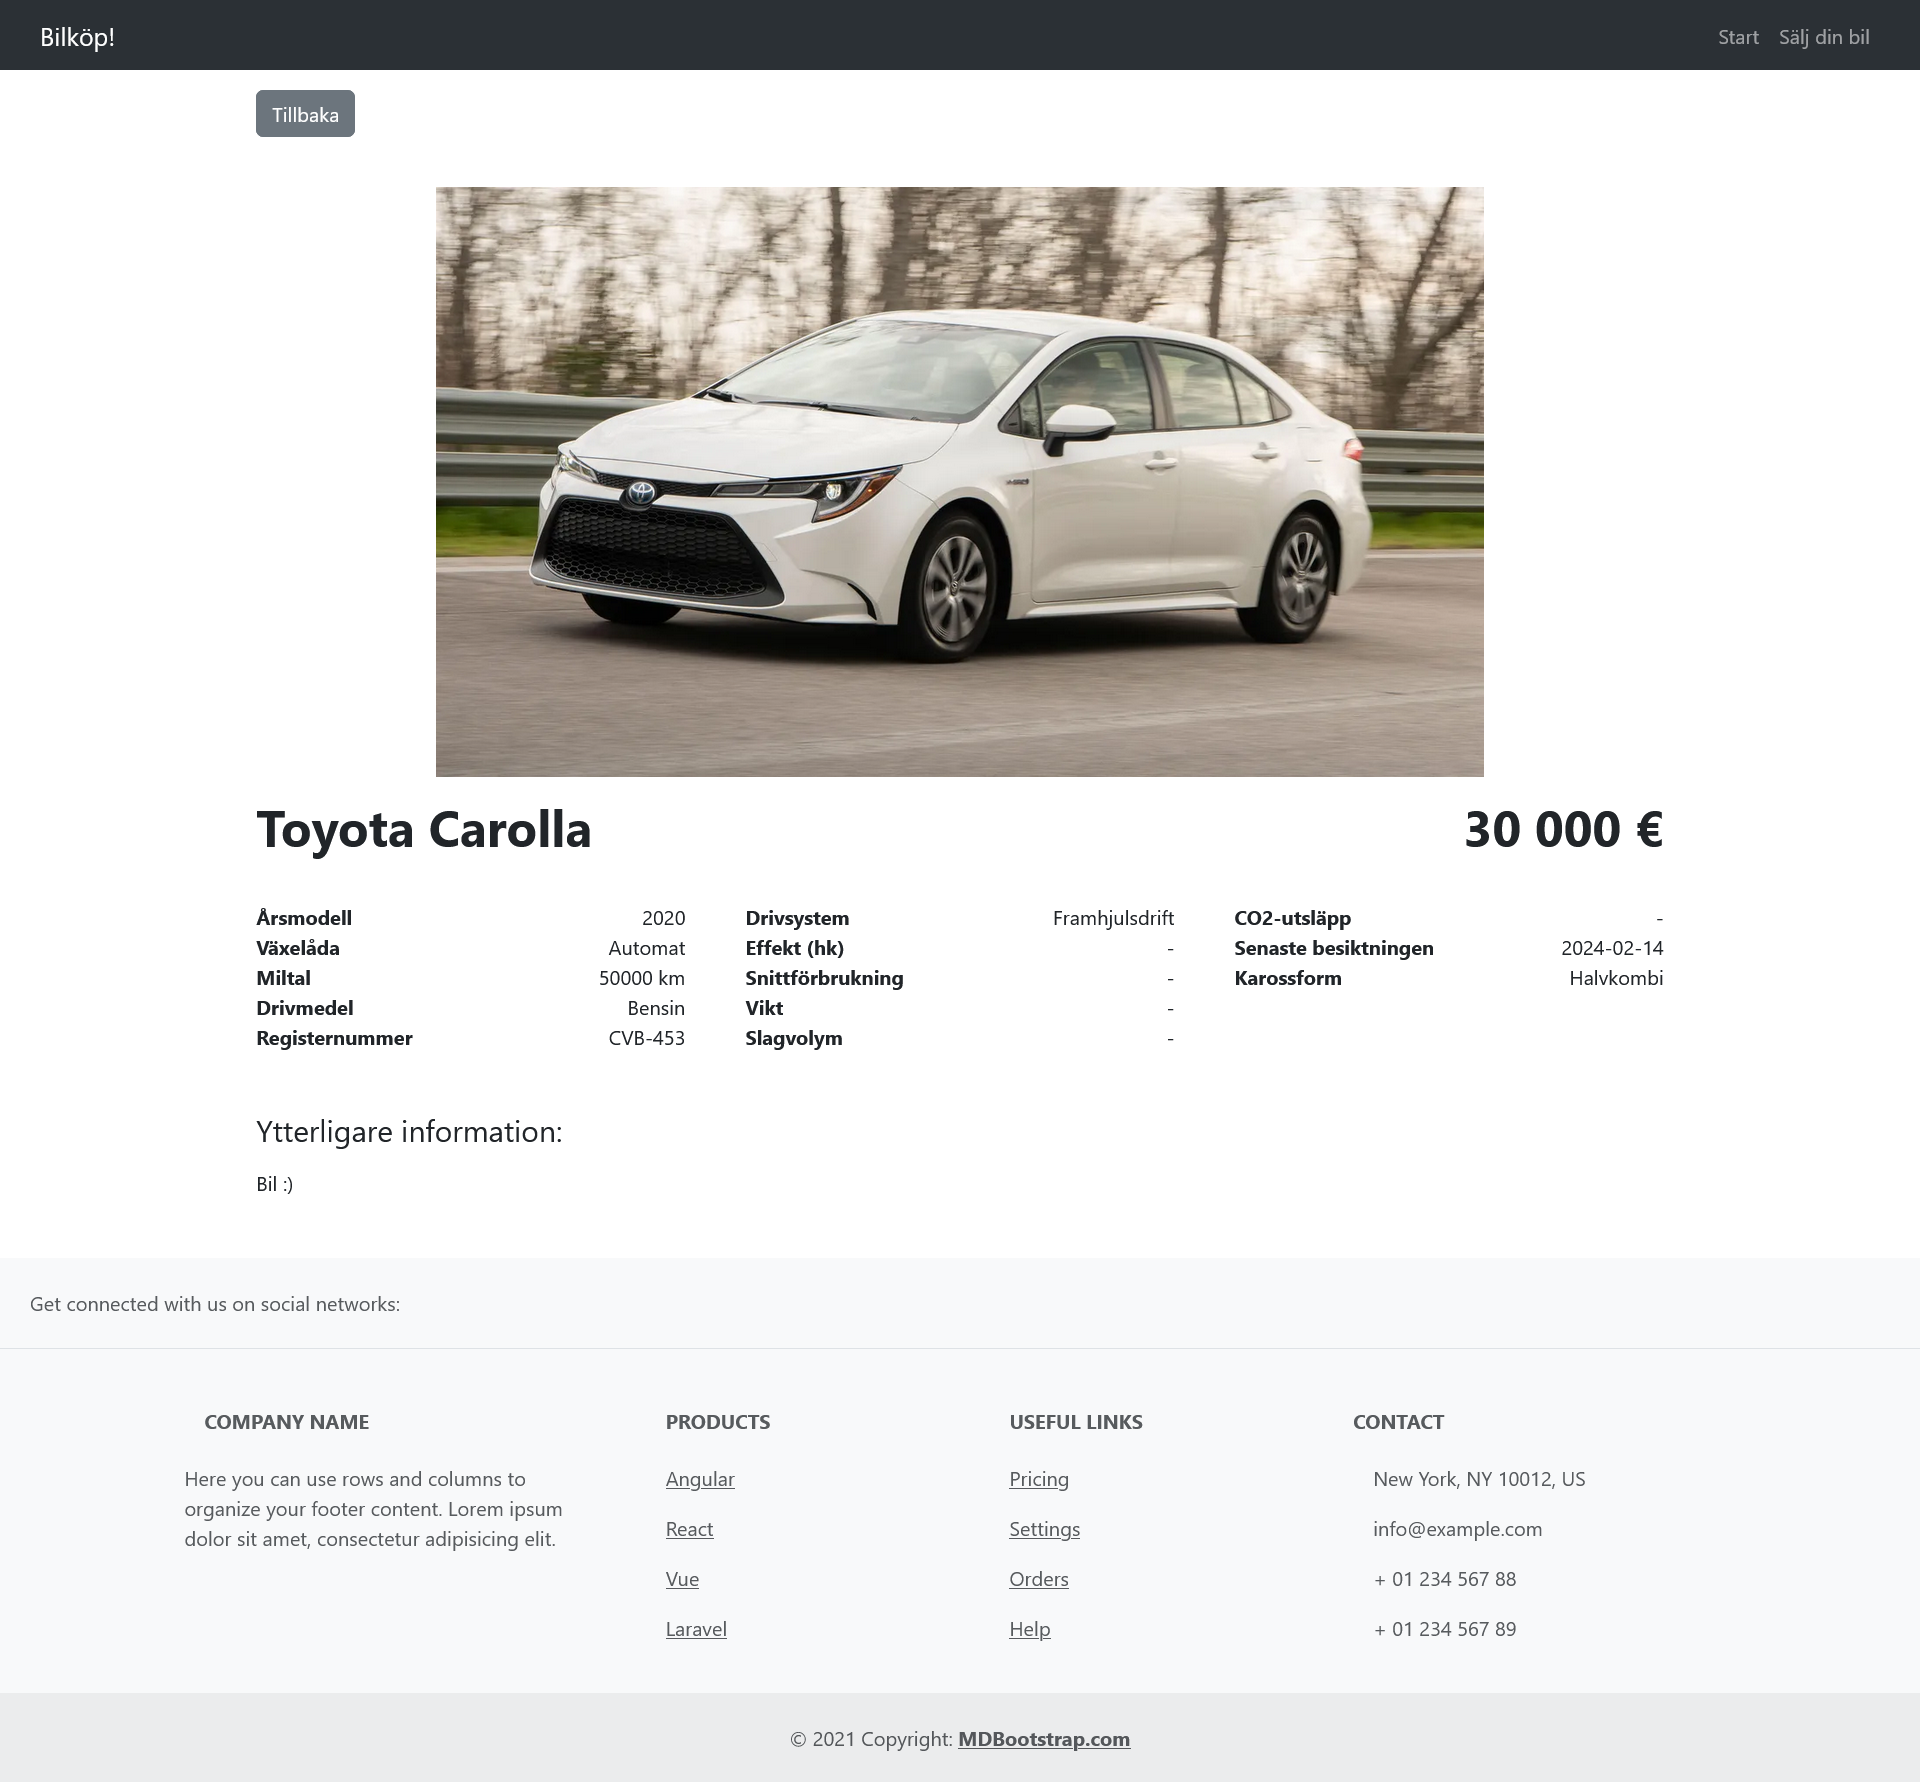 Bilköp!
Start
Sälj din bil
Tillbaka
Toyota Carolla
30 000 €
Årsmodell 2020
Växelåda Automat
Miltal 50000 km
Drivmedel Bensin
Registernummer CVB-453
Drivsystem Framhjulsdrift
Effekt (hk) -
Snittförbrukning -
Vikt -
Slagvolym -
CO2-utsläpp -
Senaste besiktningen 2024-02-14
Karossform Halvkombi
Ytterligare information:
Bil :)
Get connected with us on social networks:
COMPANY NAME
Here you can use rows and columns to
organize your footer content. Lorem ipsum
dolor sit amet, consectetur adipisicing elit.
PRODUCTS
Angular
React
Vue
Laravel
USEFUL LINKS
Pricing
Settings
Orders
Help
CONTACT
New York, NY 10012, US
info@example.com
+ 01 234 567 88
+ 01 234 567 89
© 2021 Copyright: MDBootstrap.com